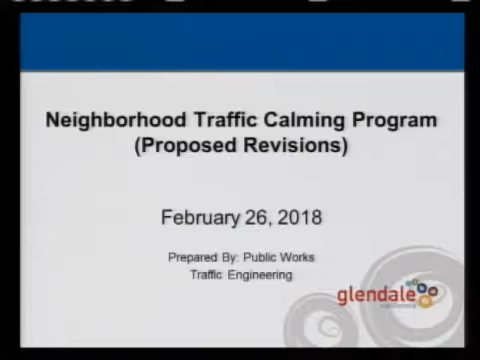 Neighborhood Traffic Calming Program
(Proposed Revisions)
February 26, 2018
Prepared By: Public Works
Traffic Engineering
glendale